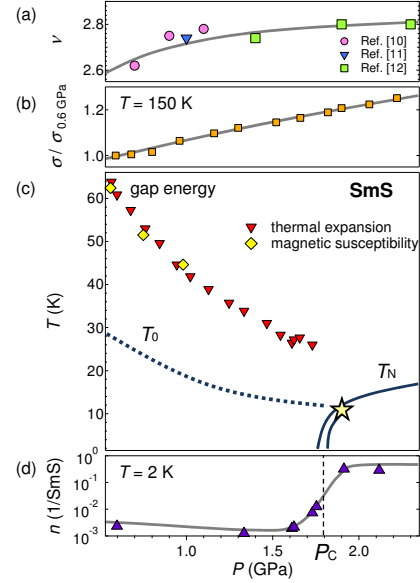 (a)
ν
2.8
2.6
Ref. [10]
Ref. [11]
Ref. [12]
(b)
σ/ σ0.6 GPa
1.2
1.0
T = 150 K
(c)
gap energy
SmS
thermal expansion
magnetic susceptibility
T (K)
60
50
40
30
20
10
0
T0
TN
(d)
T = 2 K
n (1/SmS)
10^0
10^-1
10^-2
10^-3
1.0
1.5
2.0
P (GPa)
PC